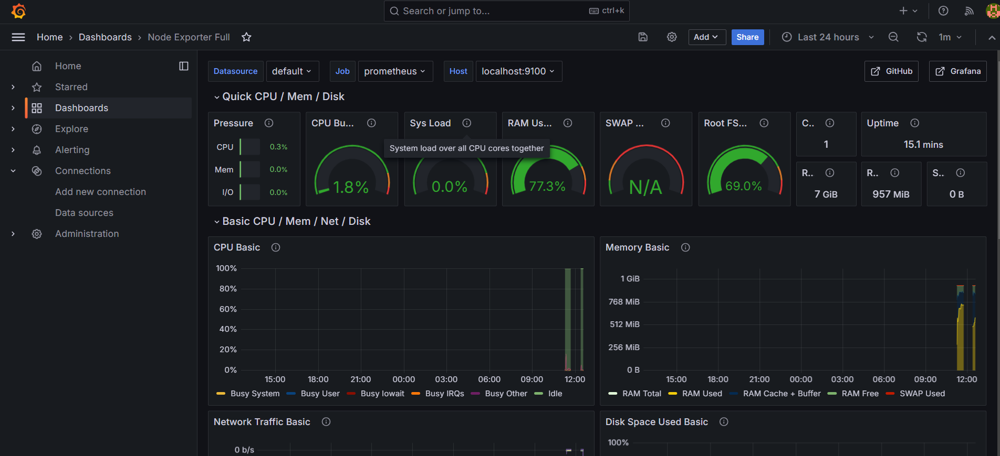 Search or jump to... ctrl+k
Home › Dashboards › Node Exporter Full
Add Share Last 24 hours 1m
Home
Starred
Dashboards
Explore
Alerting
Connections
Add new connection
Data sources
Administration
Datasource default Job prometheus Host localhost:9100 GitHub Grafana
Quick CPU / Mem / Disk
Pressure
CPU 0.3%
Mem 0.0%
I/O 0.0%
CPU Bu...
1.8%
Sys Load
System load over all CPU cores together
0.0%
RAM Us...
77.3%
SWAP ...
N/A
Root FS...
69.0%
C..
1
Uptime
15.1 mins
R..
7 GiB
R..
957 MiB
S..
0 B
Basic CPU / Mem / Net / Disk
CPU Basic
100%
80%
60%
40%
20%
0%
15:00 18:00 21:00 00:00 03:00 06:00 09:00 12:00
Busy System Busy User Busy Iowait Busy IRQs Busy Other Idle
Memory Basic
1 GiB
768 MiB
512 MiB
256 MiB
0 B
15:00 18:00 21:00 00:00 03:00 06:00 09:00 12:00
RAM Total RAM Used RAM Cache + Buffer RAM Free SWAP Used
Network Traffic Basic
0 b/s
Disk Space Used Basic
100%